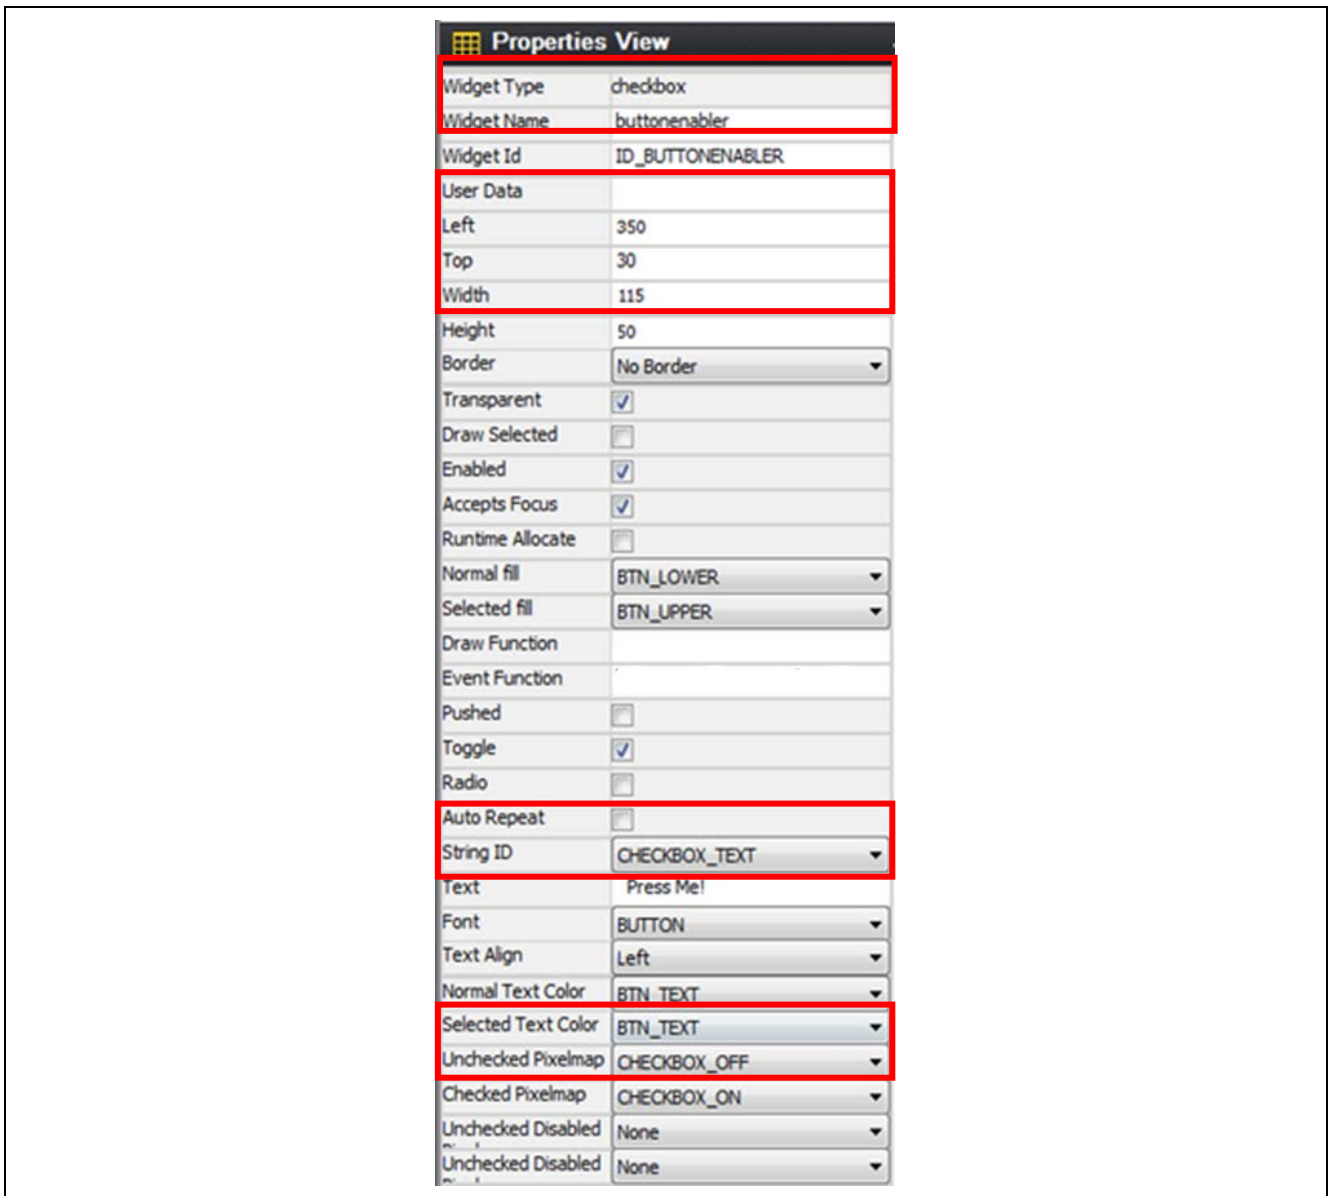 Properties View
Widget Type checkbox
Widget Name buttonenabler
Widget Id ID_BUTTONENABLER
User Data
Left 350
Top 30
Width 115
Height 50
Border No Border
Transparent
Draw Selected
Enabled
Accepts Focus
Runtime Allocate
Normal fill BTN_LOWER
Selected fill BTN_UPPER
Draw Function
Event Function
Pushed
Toggle
Radio
Auto Repeat
String ID CHECKBOX_TEXT
Text Press Me!
Font BUTTON
Text Align Left
Normal Text Color BTN_TEXT
Selected Text Color BTN_TEXT
Unchecked Pixelmap CHECKBOX_OFF
Checked Pixelmap CHECKBOX_ON
Unchecked Disabled None
Unchecked Disabled None